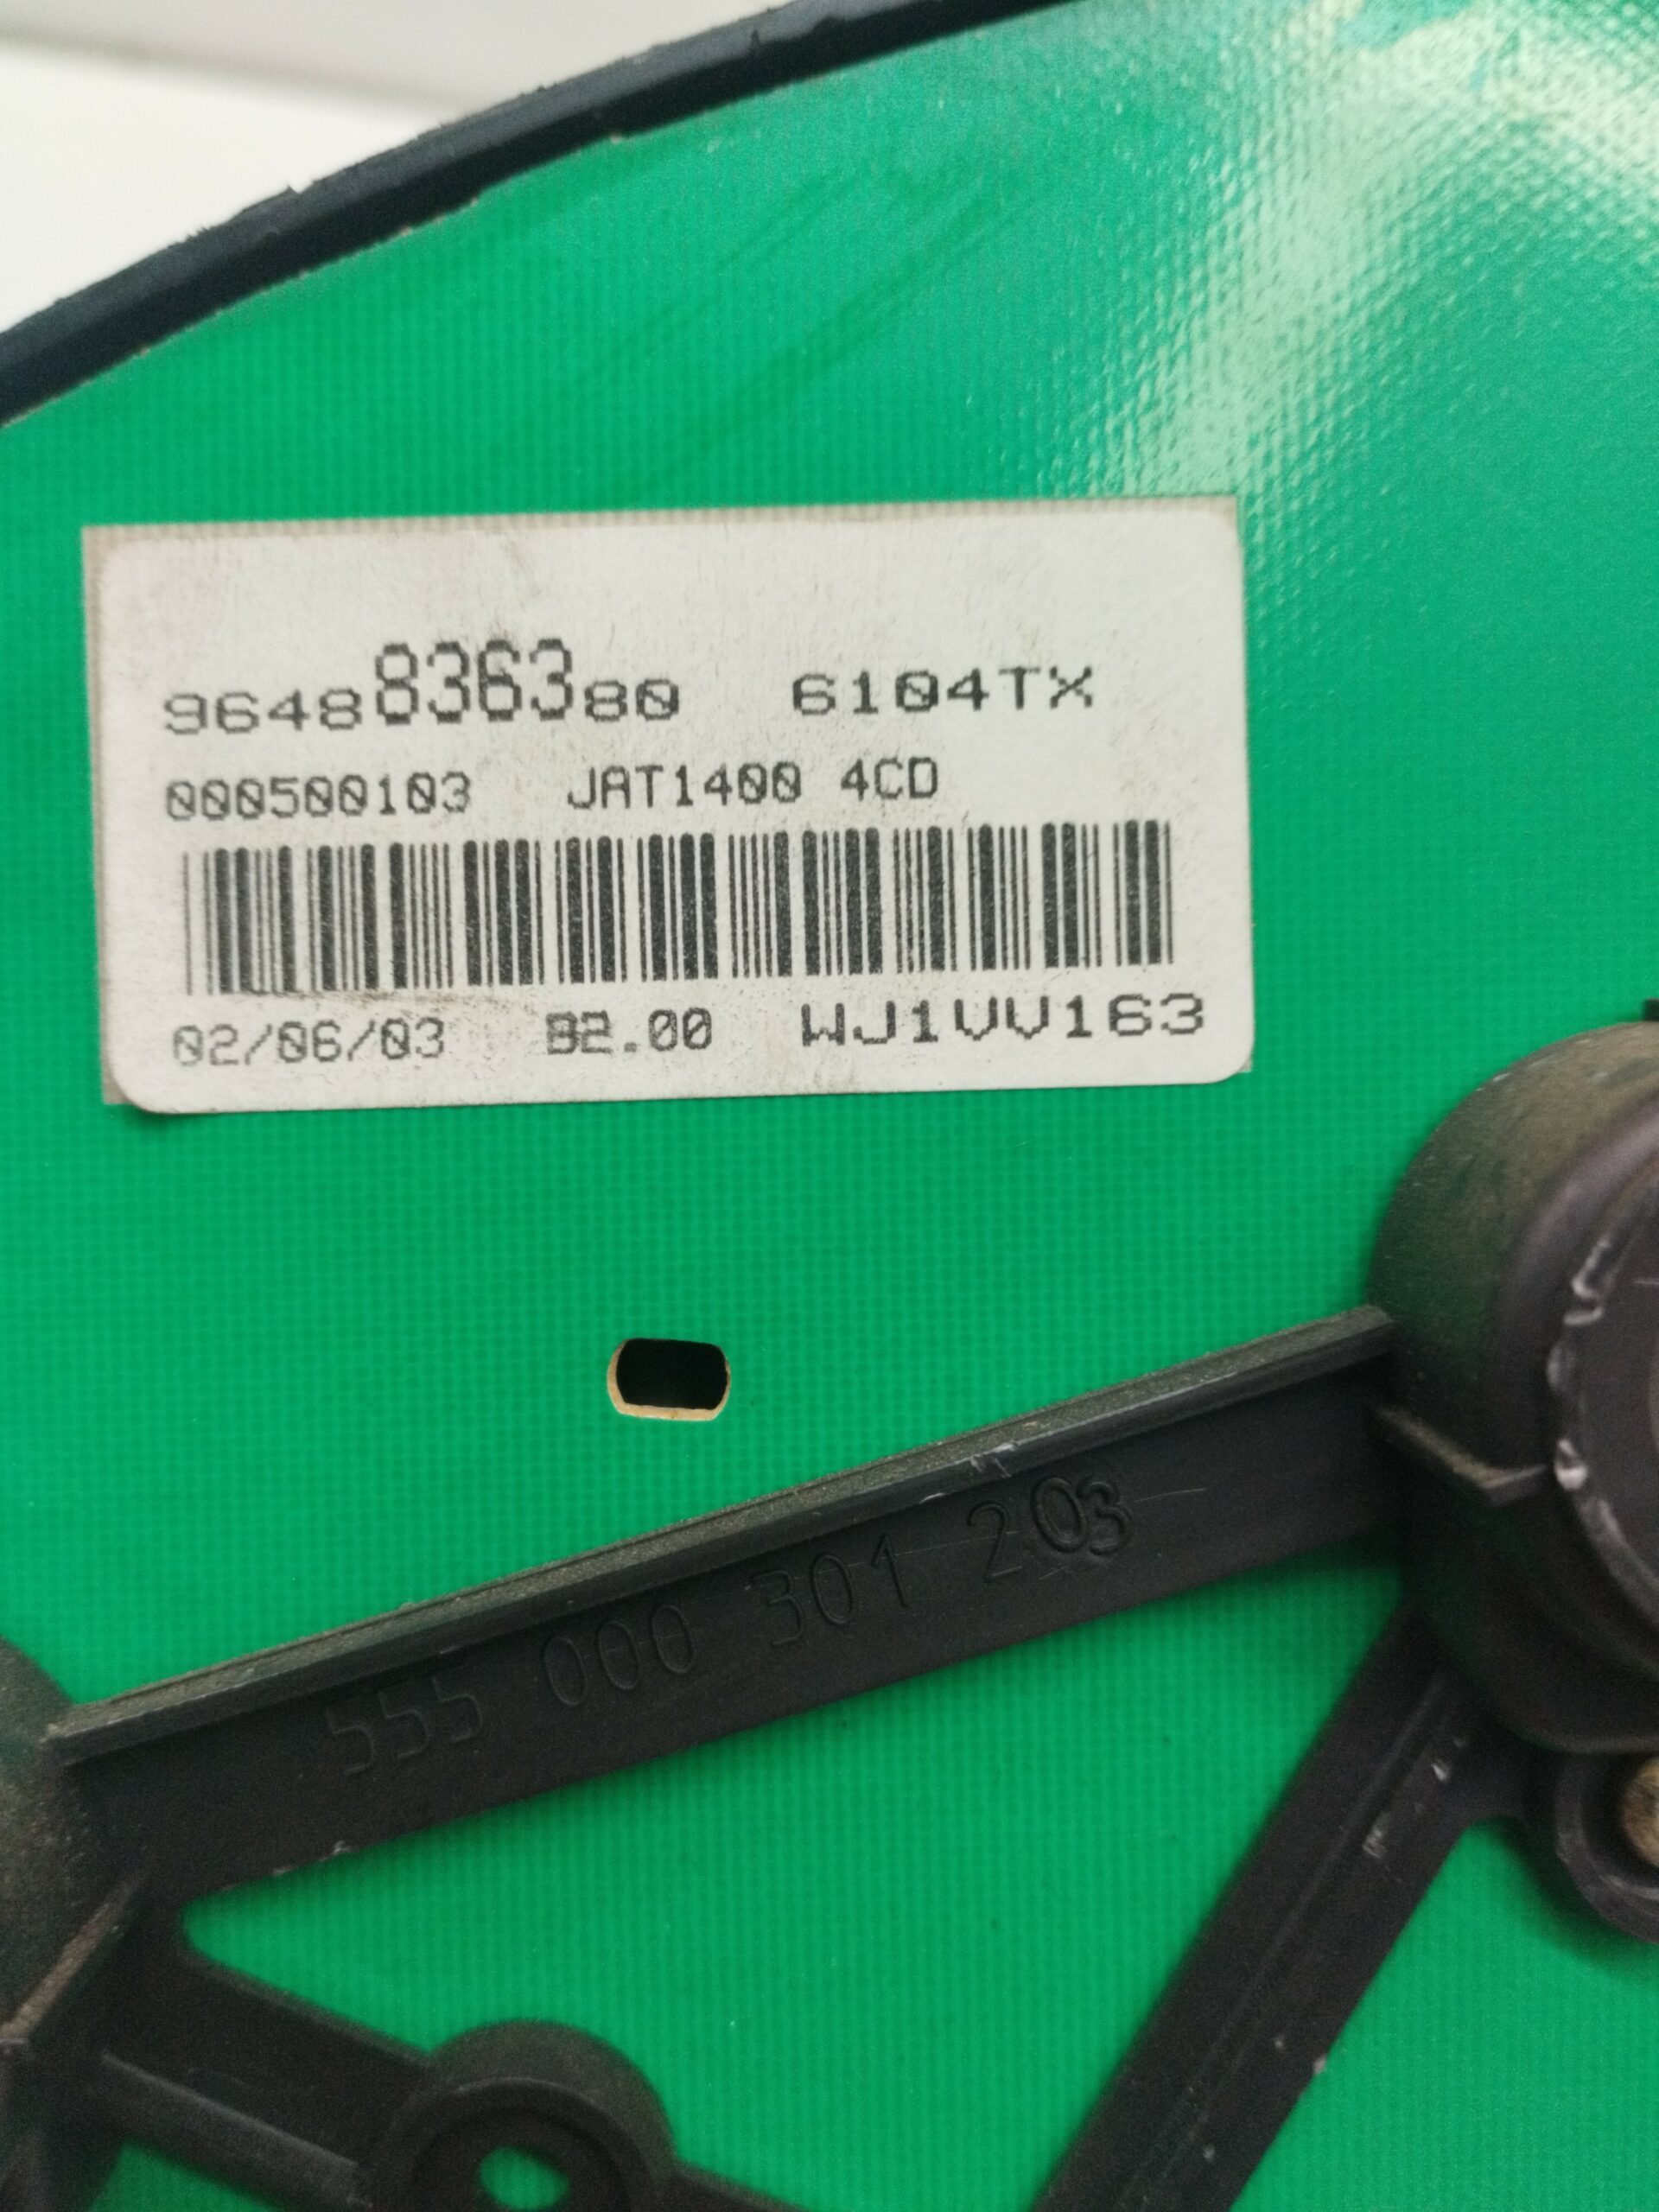 9648836380 6104TX
000500103 JAT1400 4CD
02/06/03 B2.00 WJ1VV163
555 000 301 203